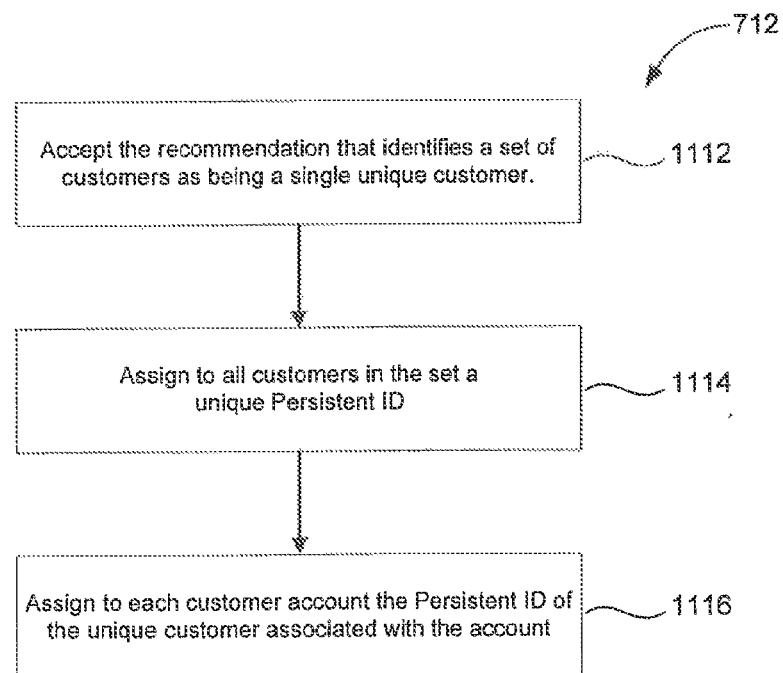 712
Accept the recommendation that identifies a set of
customers as being a single unique customer.
1112
Assign to all customers in the set a
unique Persistent ID
1114
Assign to each customer account the Persistent ID of
the unique customer associated with the account
1116